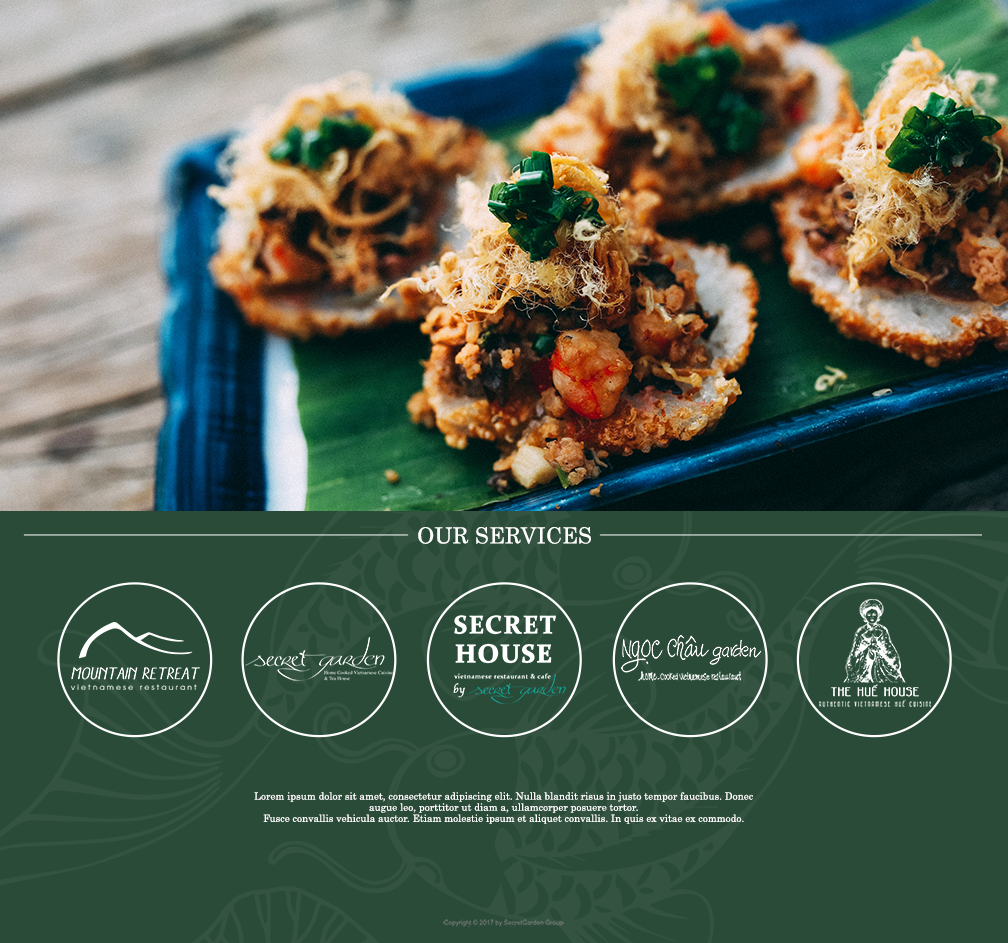 OUR SERVICES
MOUNTAIN RETREAT
vietnamese restaurant
secret garden
Home Cooked Vietnamese Cuisine
& Tea House
SECRET
HOUSE
vietnamese restaurant & cafe
by secret garden
NGỌC CHÂU garden
home cooked vietnamese restaurant
THE HUẾ HOUSE
AUTHENTIC VIETNAMESE HUẾ CUISINE
Lorem ipsum dolor sit amet, consectetur adipiscing elit. Nulla blandit risus in justo tempor faucibus. Donec
augue leo, porttitor ut diam a, ullamcorper posuere tortor.
Fusce convallis vehicula auctor. Etiam molestie ipsum et aliquet convallis. In quis ex vitae ex commodo.
Copyright © 2017 by SecretGarden Group